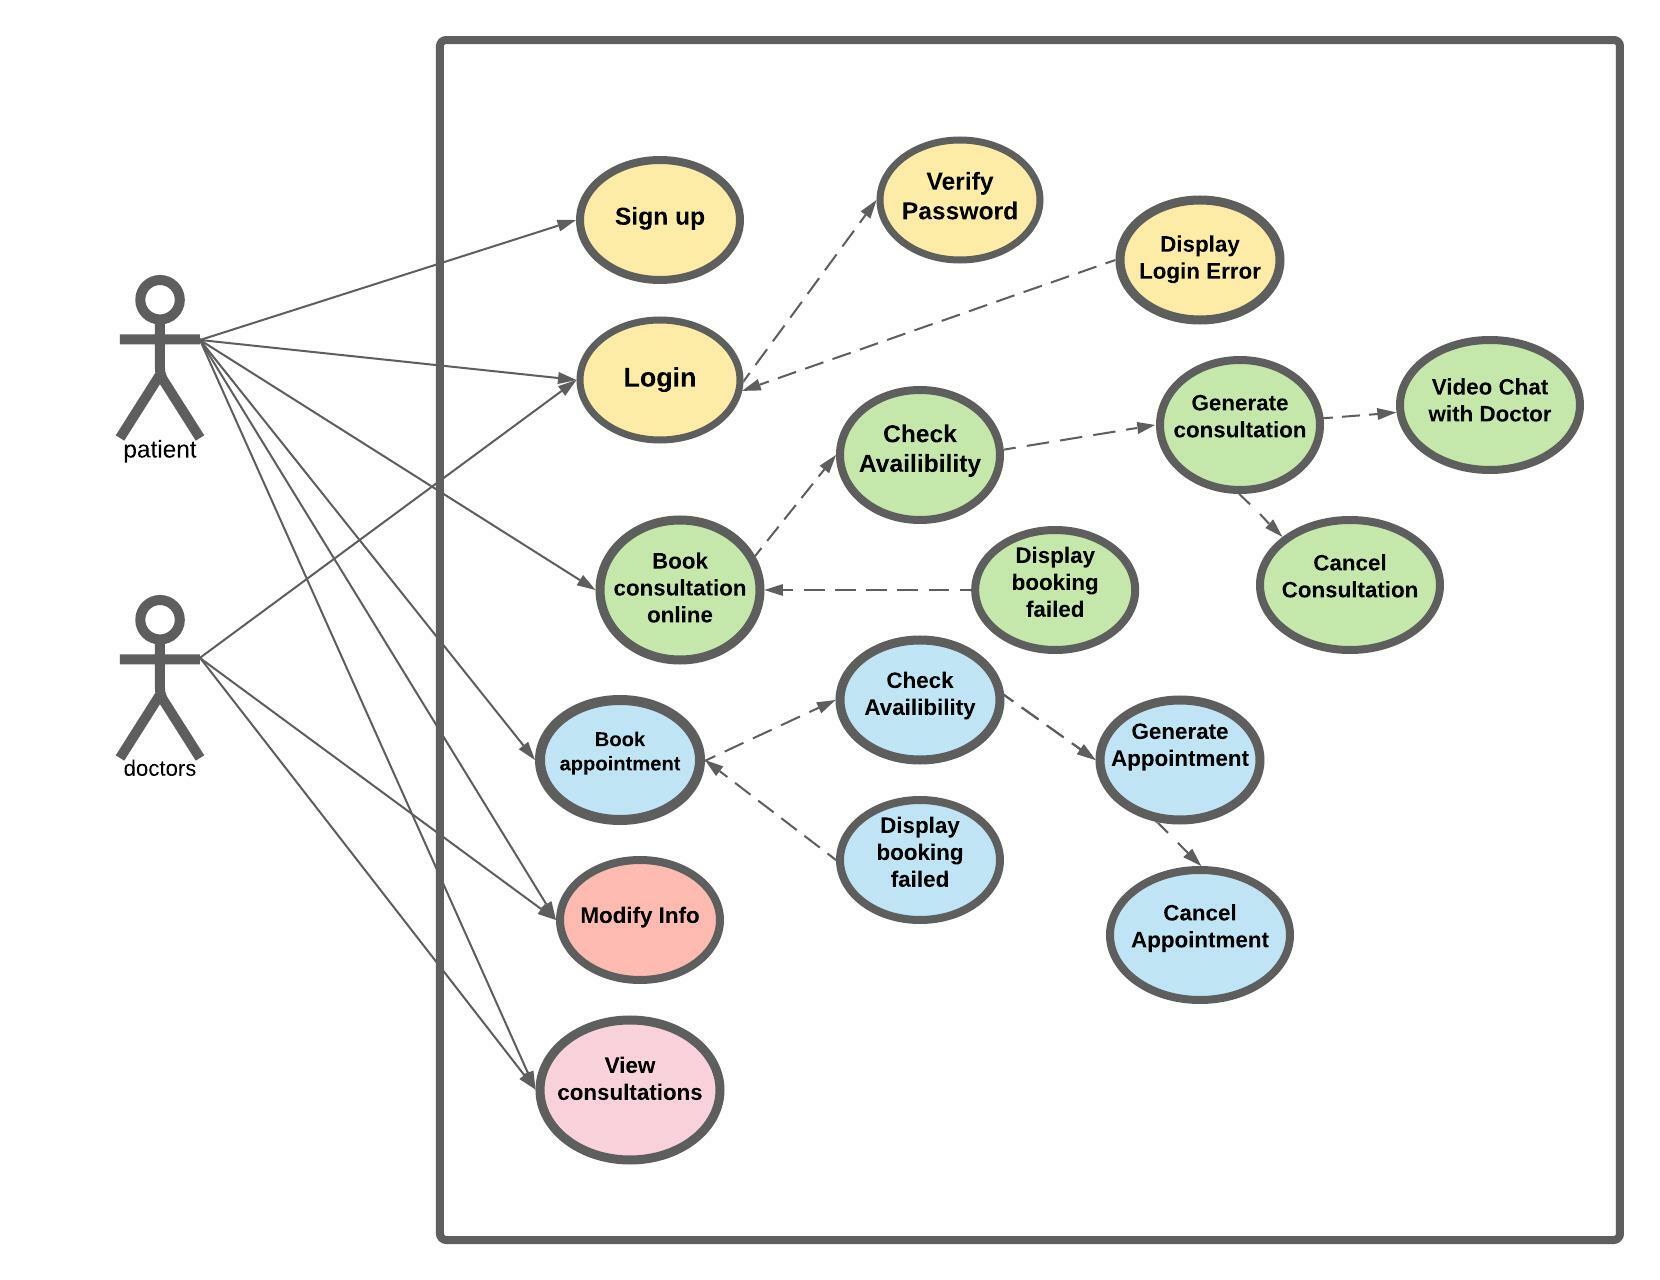 patient
doctors
Sign up
Login
Verify
Password
Display
Login Error
Book
consultation
online
Check
Availibility
Generate
consultation
Video Chat
with Doctor
Display
booking
failed
Cancel
Consultation
Book
appointment
Check
Availibility
Generate
Appointment
Display
booking
failed
Cancel
Appointment
Modify Info
View
consultations